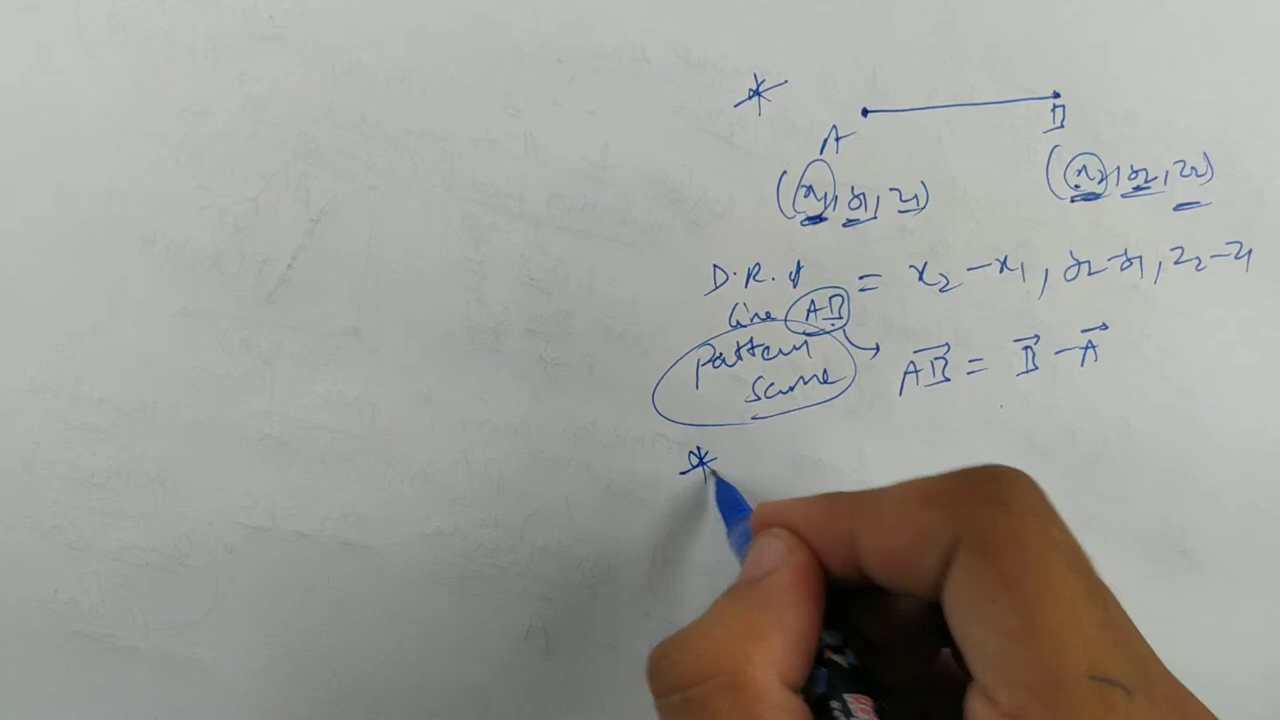 *
A B
(x1, y1, z1) (x2, y2, z2)
D.R. of = x2 - x1, y2 - y1, z2 - z1
line AB
Pattern
same
AB→ = B→ - A→
*